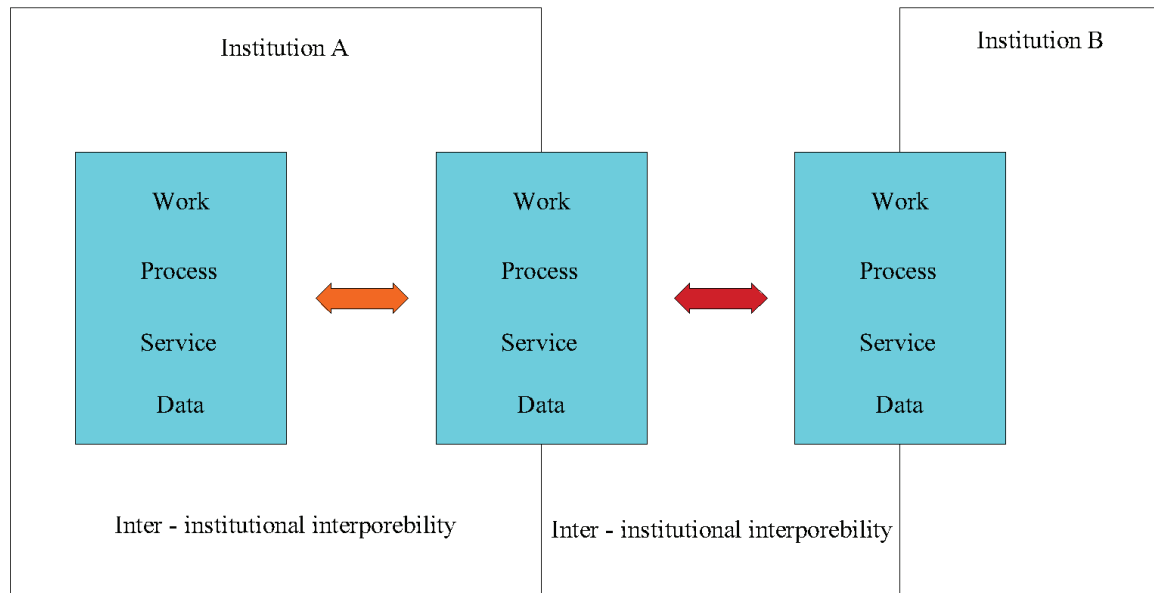 Institution A
Institution B
Work
Process
Service
Data
Work
Process
Service
Data
Work
Process
Service
Data
Inter - institutional interporebility
Inter - institutional interporebility